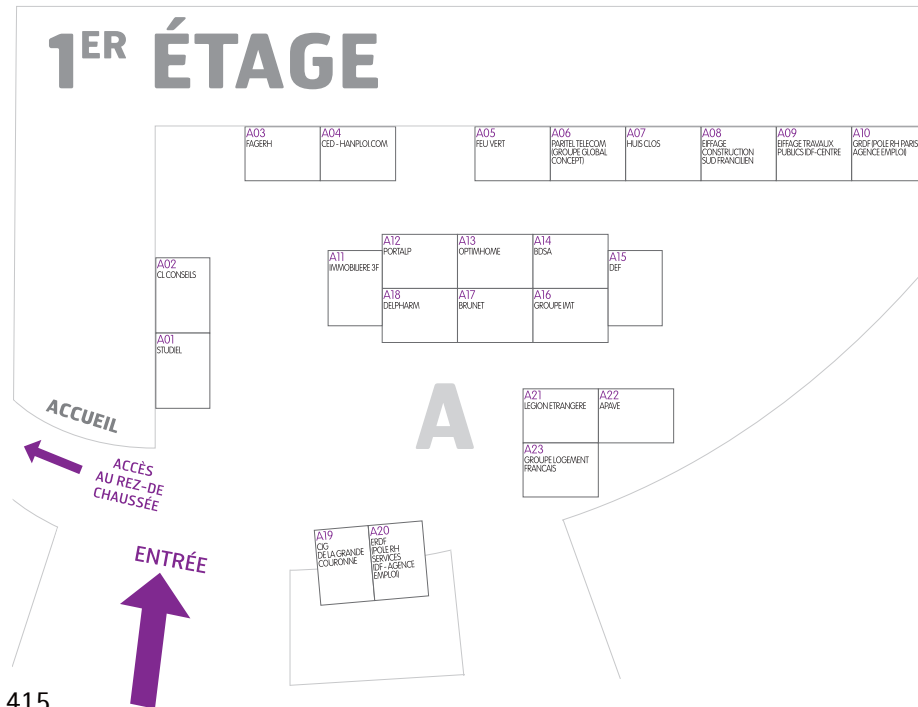 1ER ÉTAGE
A03
FAGERH
A04
CED - HANPLOI.COM
A05
FEU VERT
A06
PARITEL TELECOM
(GROUPE GLOBAL
CONCEPT)
A07
HUIS CLOS
A08
EIFFAGE
CONSTRUCTION
SUD FRANCILIEN
A09
EIFFAGE TRAVAUX
PUBLICS IDF-CENTRE
A10
GRDF (POLE RH PARIS
AGENCE EMPLOI)
A02
CL CONSEILS
A01
STUDIEL
A11
IMMOBILIERE 3F
A12
PORTALP
A13
OPTIMHOME
A14
BDSA
A15
DEF
A18
DELPHARM
A17
BRUNET
A16
GROUPE IMT
A
A21
LEGION ETRANGERE
A22
APAVE
A23
GROUPE LOGEMENT
FRANCAIS
ACCUEIL
ACCÈS
AU REZ-DE
CHAUSSÉE
ENTRÉE
A19
CIG
DE LA GRANDE
COURONNE
A20
ERDF
(POLE RH
SERVICES
IDF - AGENCE
EMPLOI)
415